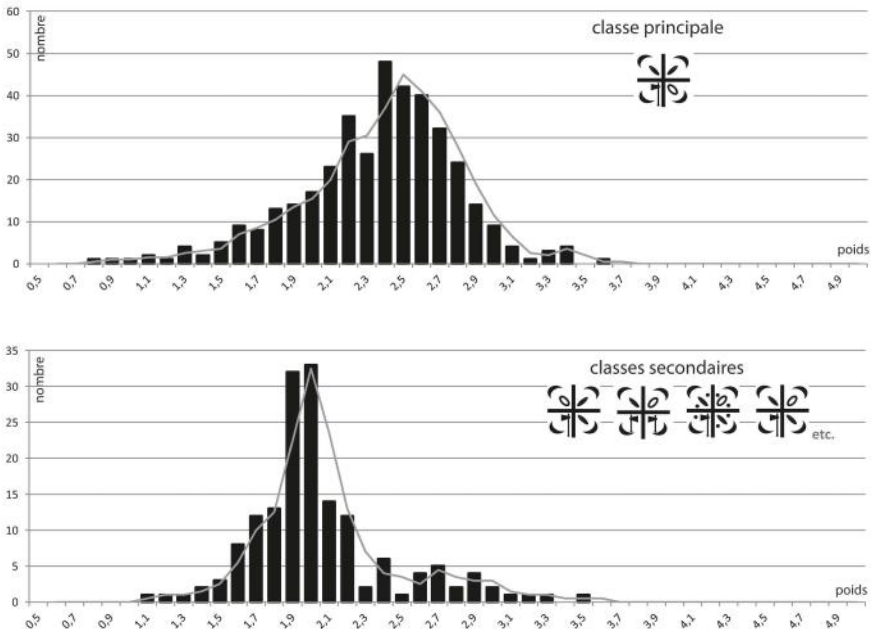 60
nombre
classe principale
50
40
30
20
10
poids
0
0,5 0,7 0,9 1,1 1,3 1,5 1,7 1,9 2,1 2,3 2,5 2,7 2,9 3,1 3,3 3,5 3,7 3,9 4,1 4,3 4,5 4,7 4,9
35
nombre
classes secondaires
30
25
etc.
20
15
10
5
poids
0
0,5 0,7 0,9 1,1 1,3 1,5 1,7 1,9 2,1 2,3 2,5 2,7 2,9 3,1 3,3 3,5 3,7 3,9 4,1 4,3 4,5 4,7 4,9